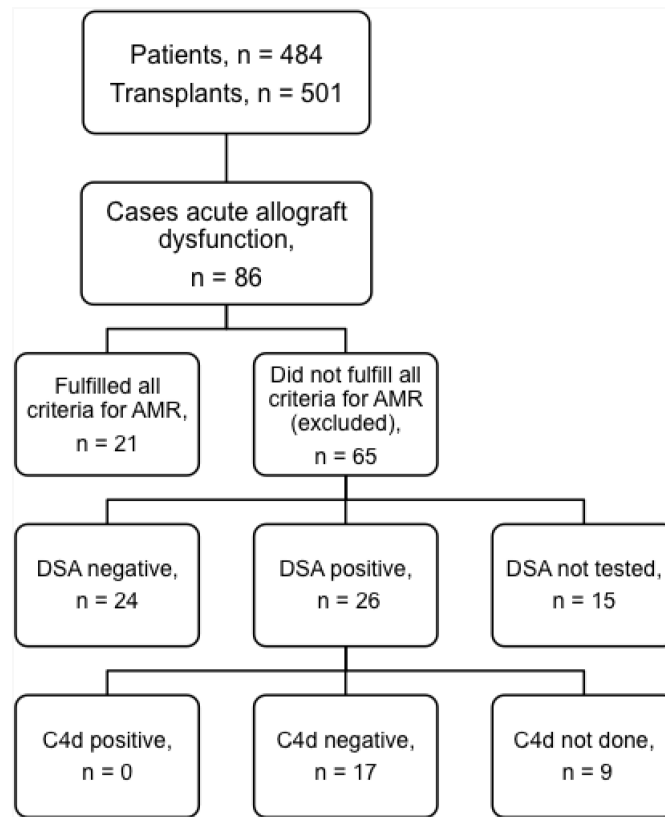 Patients, n = 484
Transplants, n = 501
Cases acute allograft
dysfunction,
n = 86
Fulfilled all
criteria for AMR,
n = 21
Did not fulfill all
criteria for AMR
(excluded),
n = 65
DSA negative,
n = 24
DSA positive,
n = 26
DSA not tested,
n = 15
C4d positive,
n = 0
C4d negative,
n = 17
C4d not done,
n = 9